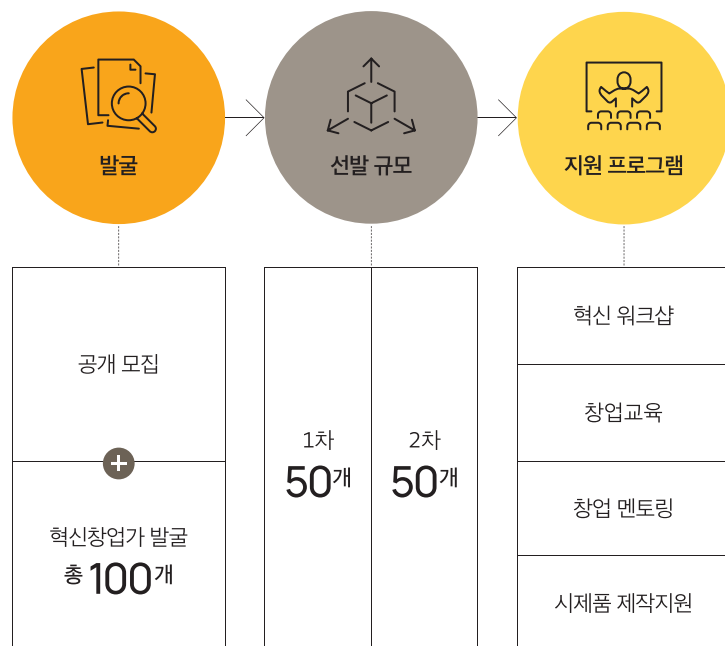 발굴
선발 규모
지원 프로그램
공개 모집
혁신창업가 발굴
총 100개
1차
50개
2차
50개
혁신 워크샵
창업교육
창업 멘토링
시제품 제작지원